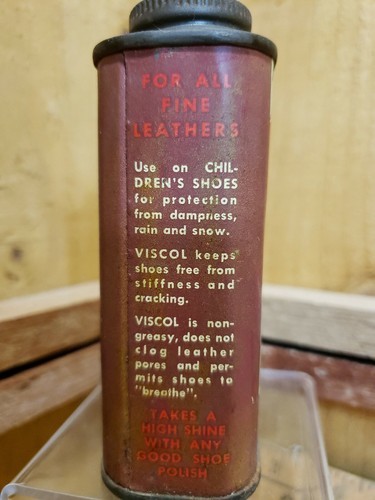 FOR ALL
FINE
LEATHERS
Use on CHIL-
DREN'S SHOES
for protection
from dampness,
rain and snow.
VISCOL keeps
shoes free from
stiffness and
cracking.
VISCOL is non-
greasy, does not
clog leather
pores and per-
mits shoes to
"breathe".
TAKES A
HIGH SHINE
WITH ANY
GOOD SHOE
POLISH